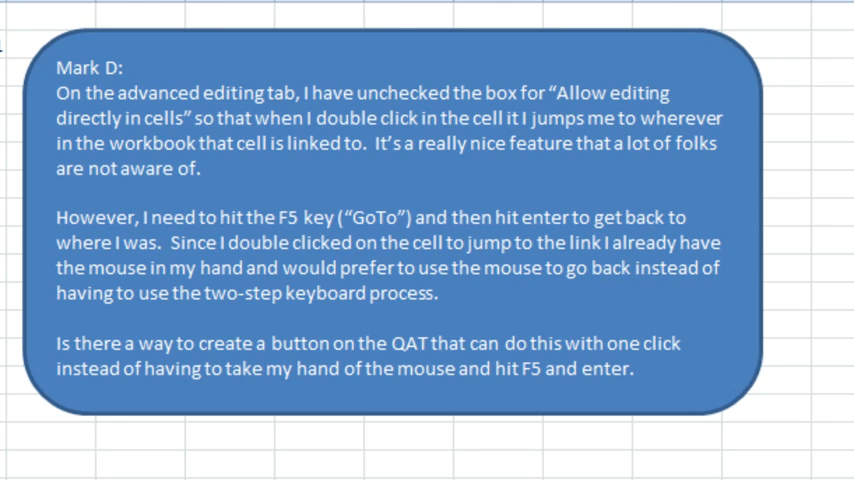 Mark D:
On the advanced editing tab, I have unchecked the box for “Allow editing
directly in cells” so that when I double click in the cell it I jumps me to wherever
in the workbook that cell is linked to.  It’s a really nice feature that a lot of folks
are not aware of.
However, I need to hit the F5 key (“GoTo”) and then hit enter to get back to
where I was.  Since I double clicked on the cell to jump to the link I already have
the mouse in my hand and would prefer to use the mouse to go back instead of
having to use the two-step keyboard process.
Is there a way to create a button on the QAT that can do this with one click
instead of having to take my hand of the mouse and hit F5 and enter.